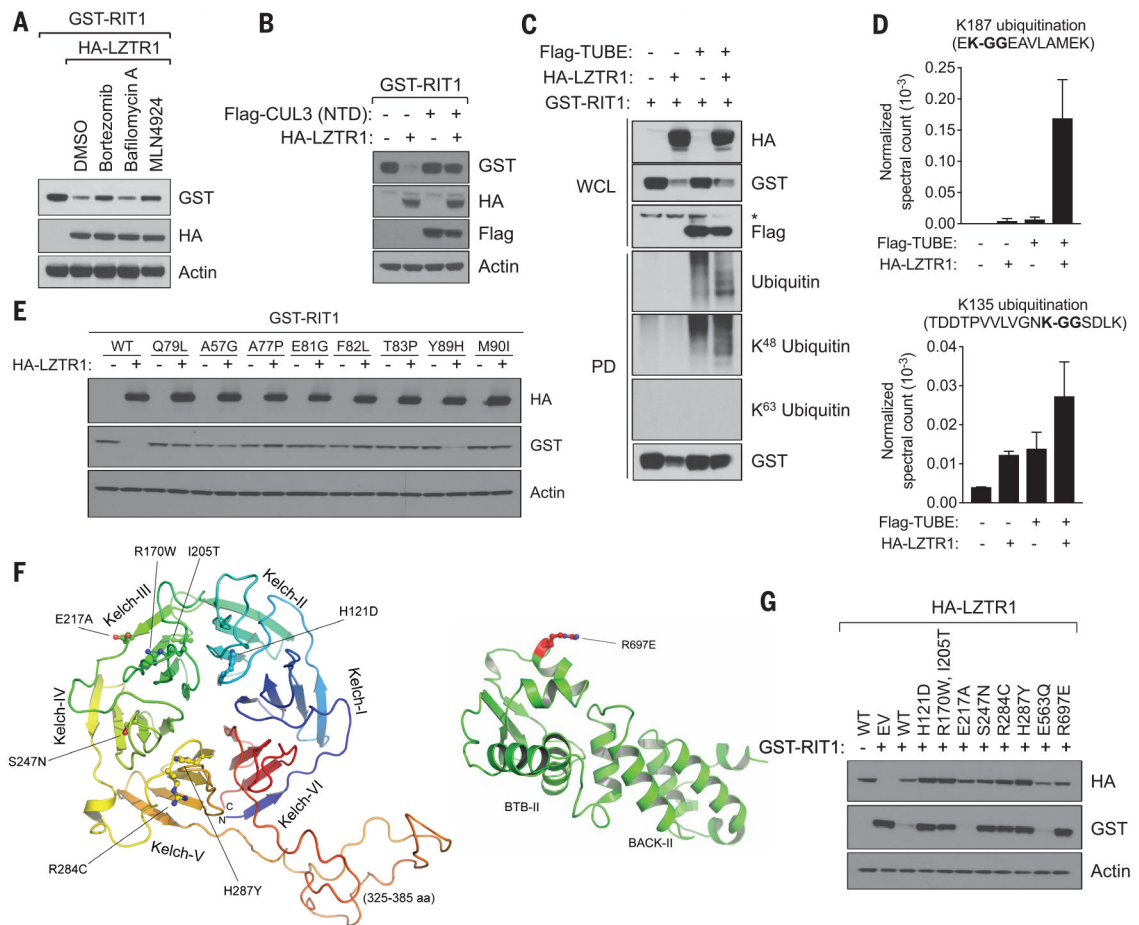 A
GST-RIT1
HA-LZTR1
DMSO
Bortezomib
Bafilomycin A
MLN4924
GST
HA
Actin
B
GST-RIT1
Flag-CUL3 (NTD): - - + +
HA-LZTR1: - + - +
GST
HA
Flag
Actin
C
Flag-TUBE: - - + +
HA-LZTR1: - + - +
GST-RIT1: + + + +
WCL
HA
GST
*
Flag
PD
Ubiquitin
K48 Ubiquitin
K63 Ubiquitin
GST
D
K187 ubiquitination
(EK-GGEAVLAMEK)
Normalized
spectral count (10-3)
0.25
0.20
0.15
0.10
0.05
0.00
Flag-TUBE: - - + +
HA-LZTR1: - + - +
K135 ubiquitination
(TDDTPVVLVGNK-GGSDLK)
Normalized
spectral count (10-3)
0.04
0.03
0.02
0.01
0.00
Flag-TUBE: - - + +
HA-LZTR1: - + - +
E
GST-RIT1
WT Q79L A57G A77P E81G F82L T83P Y89H M90I
HA-LZTR1: - + - + - + - + - + - + - + - + - +
HA
GST
Actin
F
R170W I205T
Kelch-III
Kelch-II
E217A
H121D
Kelch-IV
Kelch-I
S247N
C
N
Kelch-VI
Kelch-V
R284C
H287Y
(325-385 aa)
R697E
BTB-II
BACK-II
G
HA-LZTR1
WT
EV
WT
H121D
R170W, I205T
E217A
S247N
R284C
H287Y
E563Q
R697E
GST-RIT1: - + + + + + + + + + +
HA
GST
Actin